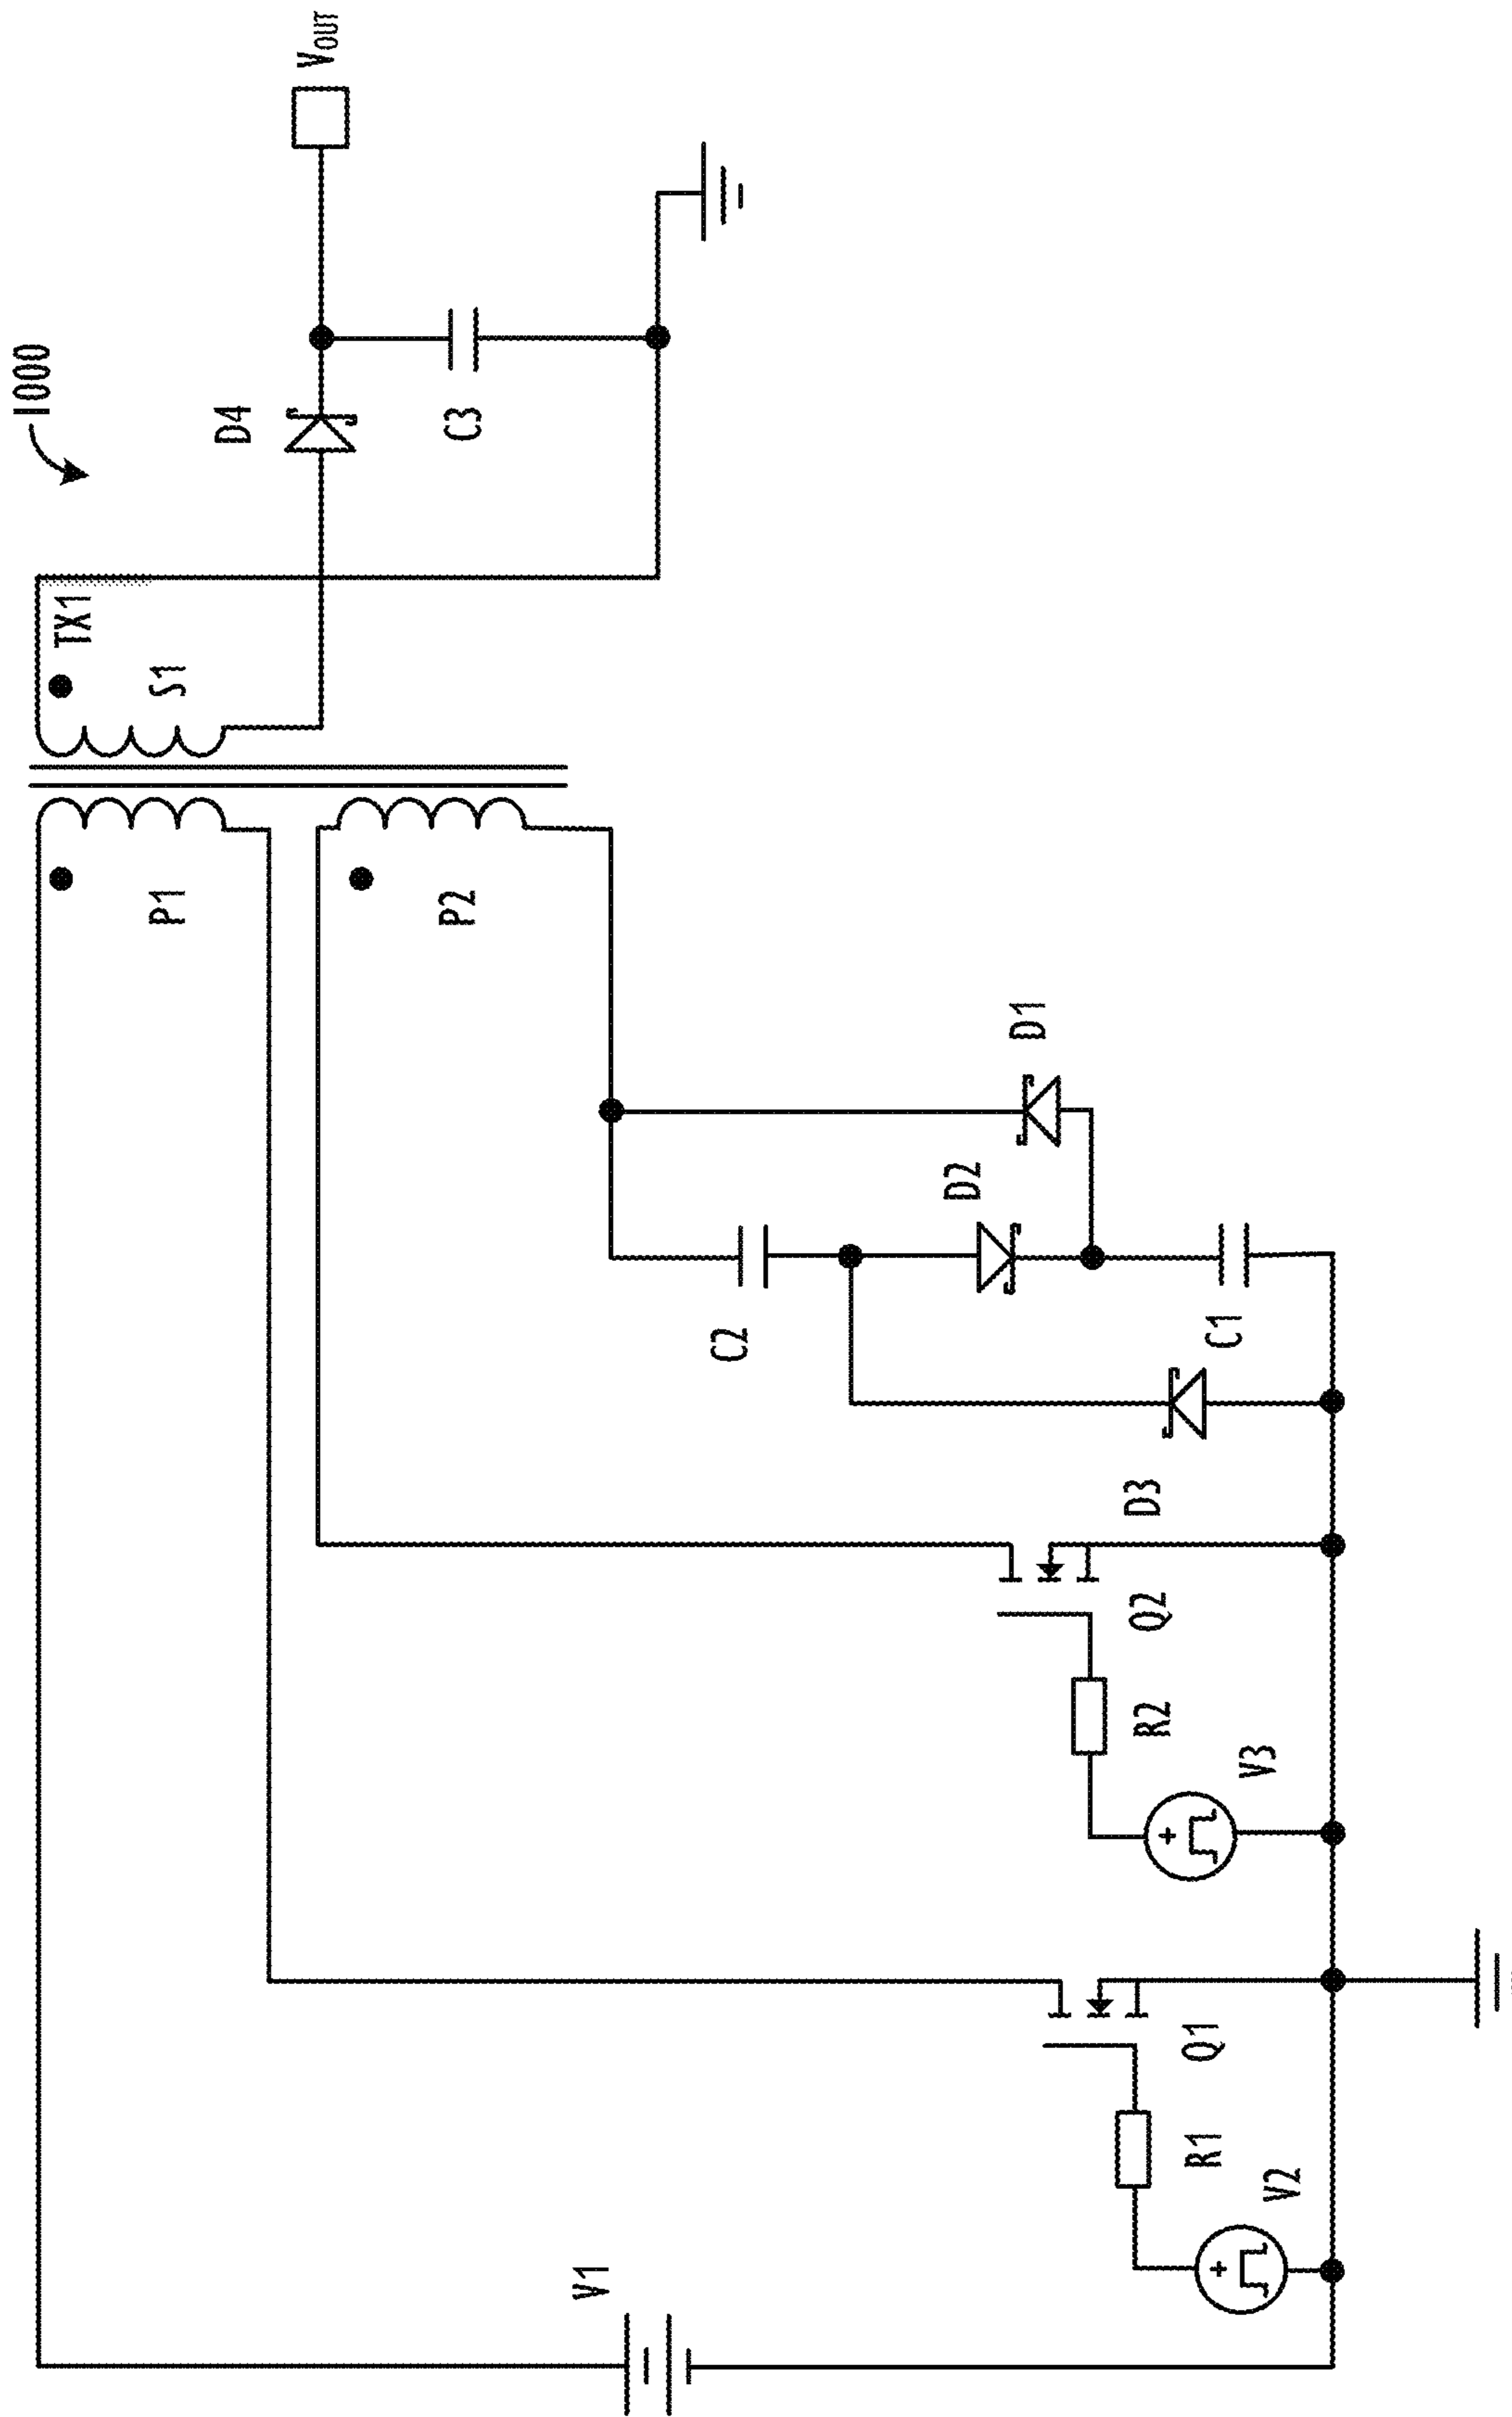 1000
TX1
P1
S1
D4
V_OUT
C3
P2
V1
C2
D2
D1
C1
D3
Q2
R2
V3
Q1
R1
V2
+
+